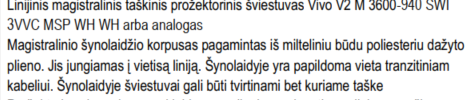 Linijinis magistralinis taškinis prožektorinis šviestuvas Vivo V2 M 3600-940 SWI
3VVC MSP WH WH arba analogas
Magistralinio šynolaidžio korpusas pagamintas iš milteliniu būdu poliesteriu dažyto
plieno. Jis jungiamas į vietisą liniją. Šynolaidyje yra papildoma vieta tranzitiniam
kabeliui. Šynolaidyje šviestuvai gali būti tvirtinami bet kuriame taške